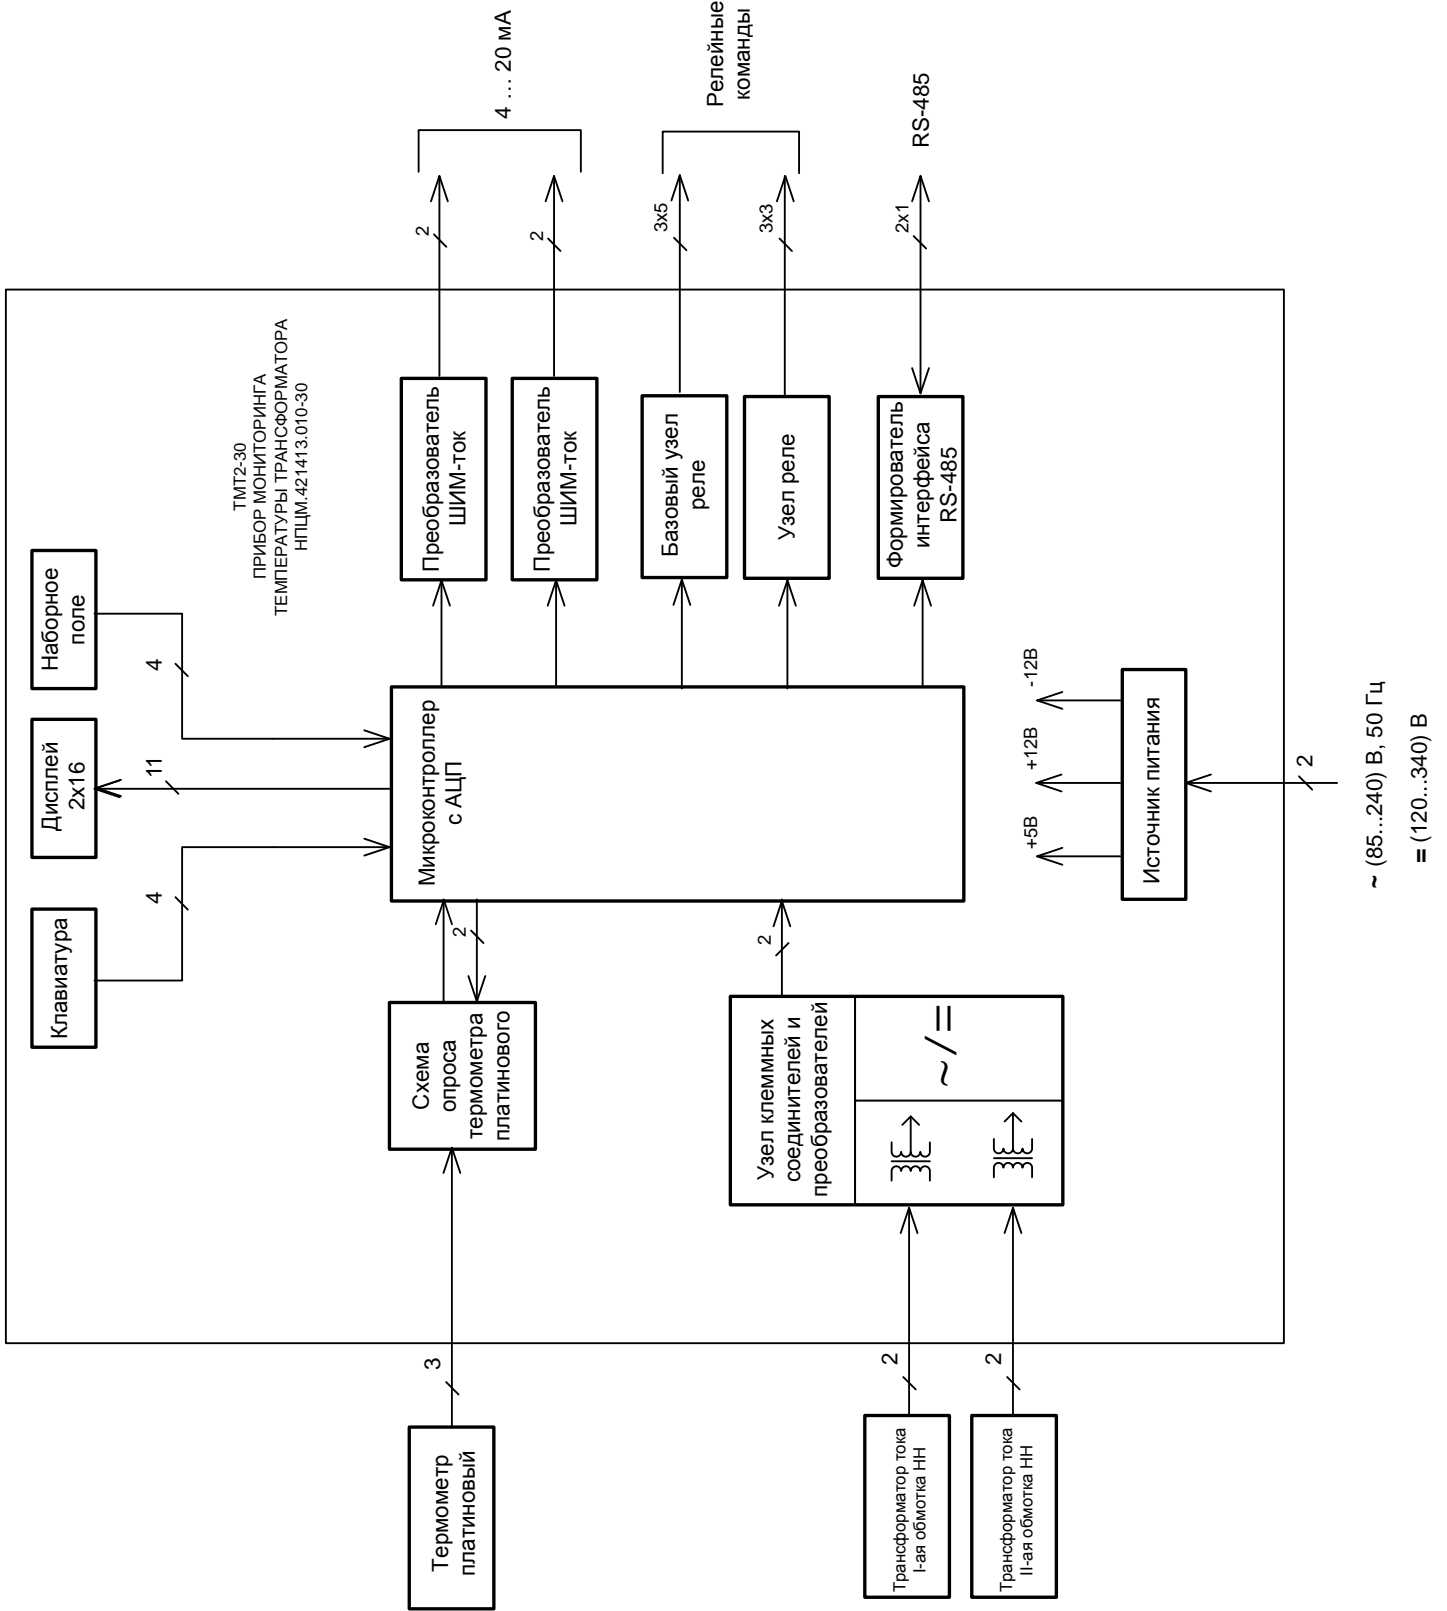 Клавиатура
Дисплей
2x16
Наборное
поле
4
11
4
ТМТ2-30
ПРИБОР МОНИТОРИНГА
ТЕМПЕРАТУРЫ ТРАНСФОРМАТОРА
НПЦМ.421413.010-30
Термометр
платиновый
3
Схема
опроса
термометра
платинового
2
Микроконтроллер
с АЦП
Преобразователь
ШИМ-ток
2
Преобразователь
ШИМ-ток
2
4 ... 20 мА
Базовый узел
реле
3x5
Узел реле
3x3
Релейные
команды
Формирователь
интерфейса
RS-485
2x1
RS-485
Трансформатор тока
I-ая обмотка НН
2
Трансформатор тока
II-ая обмотка НН
2
Узел клеммных
соединителей и
преобразователей
~/=
2
+5В
+12В
-12В
Источник питания
2
~ (85...240) В, 50 Гц
= (120...340) В